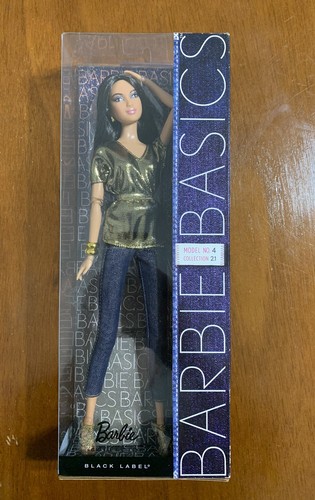 BARBIE BASICS
MODEL NO. 4
COLLECTION 2.1
Barbie
BLACK LABEL®